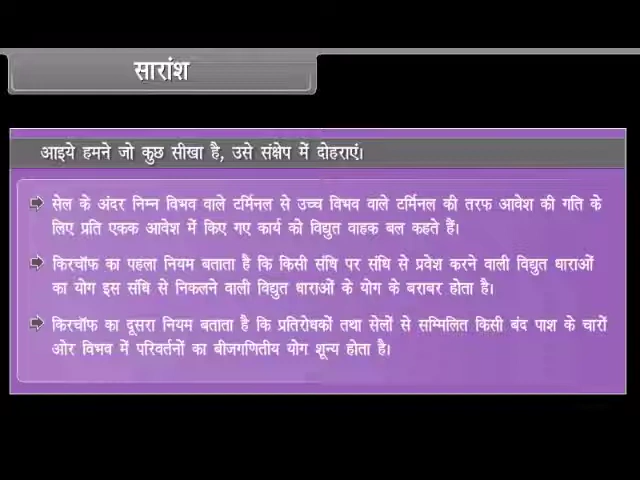 सारांश
आइये हमने जो कुछ सीखा है, उसे संक्षेप में दोहराएं।
सेल के अंदर निम्न विभव वाले टर्मिनल से उच्च विभव वाले टर्मिनल की तरफ आवेश की गति के
लिए प्रति एकक आवेश में किए गए कार्य को विद्युत वाहक बल कहते हैं।
किरचॉफ का पहला नियम बताता है कि किसी संधि पर संधि से प्रवेश करने वाली विद्युत धाराओं
का योग इस संधि से निकलने वाली विद्युत धाराओं के योग के बराबर होता है।
किरचॉफ का दूसरा नियम बताता है कि प्रतिरोधकों तथा सेलों से सम्मिलित किसी बंद पाश के चारों
ओर विभव में परिवर्तनों का बीजगणितीय योग शून्य होता है।